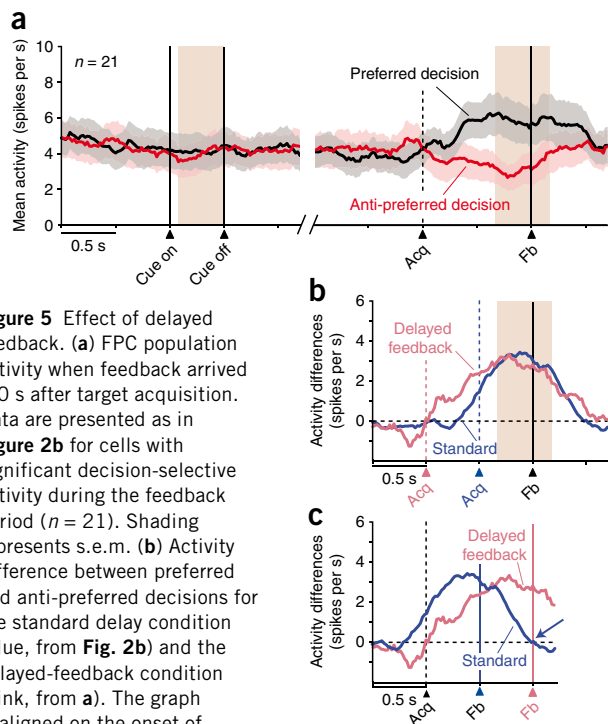 a
Mean activity (spikes per s)
10
8
6
4
2
0
n = 21
Preferred decision
Anti-preferred decision
0.5 s
Cue on
Cue off
Acq
Fb
gure 5 Effect of delayed
edback. (a) FPC population
tivity when feedback arrived
0 s after target acquisition.
ata are presented as in
gure 2b for cells with
gnificant decision-selective
tivity during the feedback
riod (n = 21). Shading
presents s.e.m. (b) Activity
fference between preferred
d anti-preferred decisions for
e standard delay condition
lue, from Fig. 2b) and the
elayed-feedback condition
ink, from a). The graph
aligned on the onset of
b
Activity differences
(spikes per s)
6
4
2
0
Delayed
feedback
Standard
0.5 s
Acq
Acq
Fb
c
Activity differences
(spikes per s)
6
4
2
0
Delayed
feedback
Standard
0.5 s
Acq
Fb
Fb